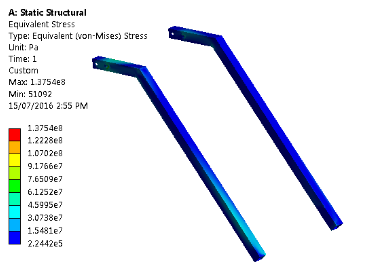 A: Static Structural
Equivalent Stress
Type: Equivalent (von-Mises) Stress
Unit: Pa
Time: 1
Custom
Max: 1.3754e8
Min: 51092
15/07/2016 2:55 PM
1.3754e8
1.2228e8
1.0702e8
9.1766e7
7.6509e7
6.1252e7
4.5995e7
3.0738e7
1.5481e7
2.2442e5